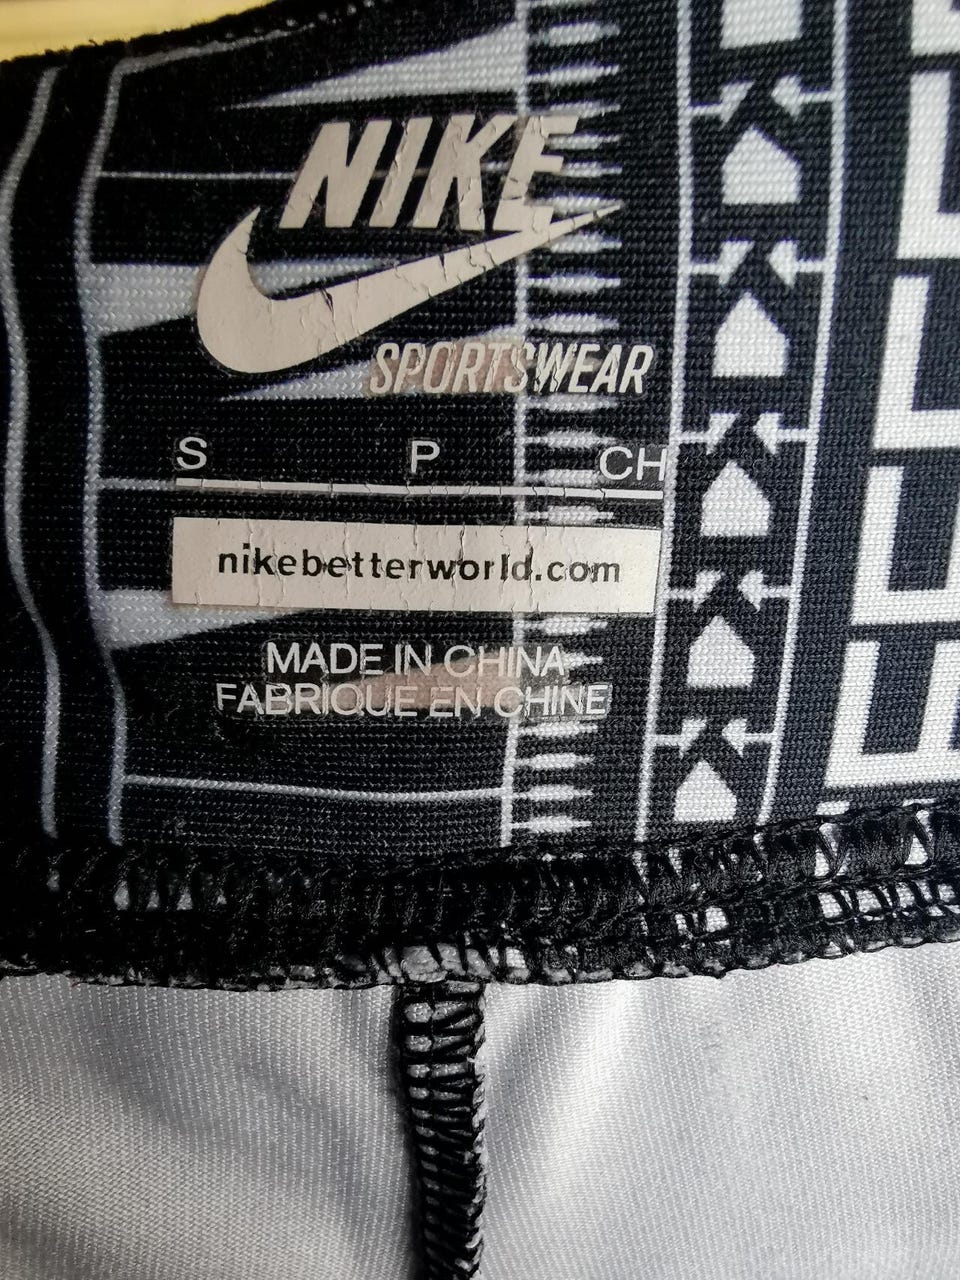 NIKE
SPORTSWEAR
S P CH
nikebetterworld.com
MADE IN CHINA
FABRIQUE EN CHINE